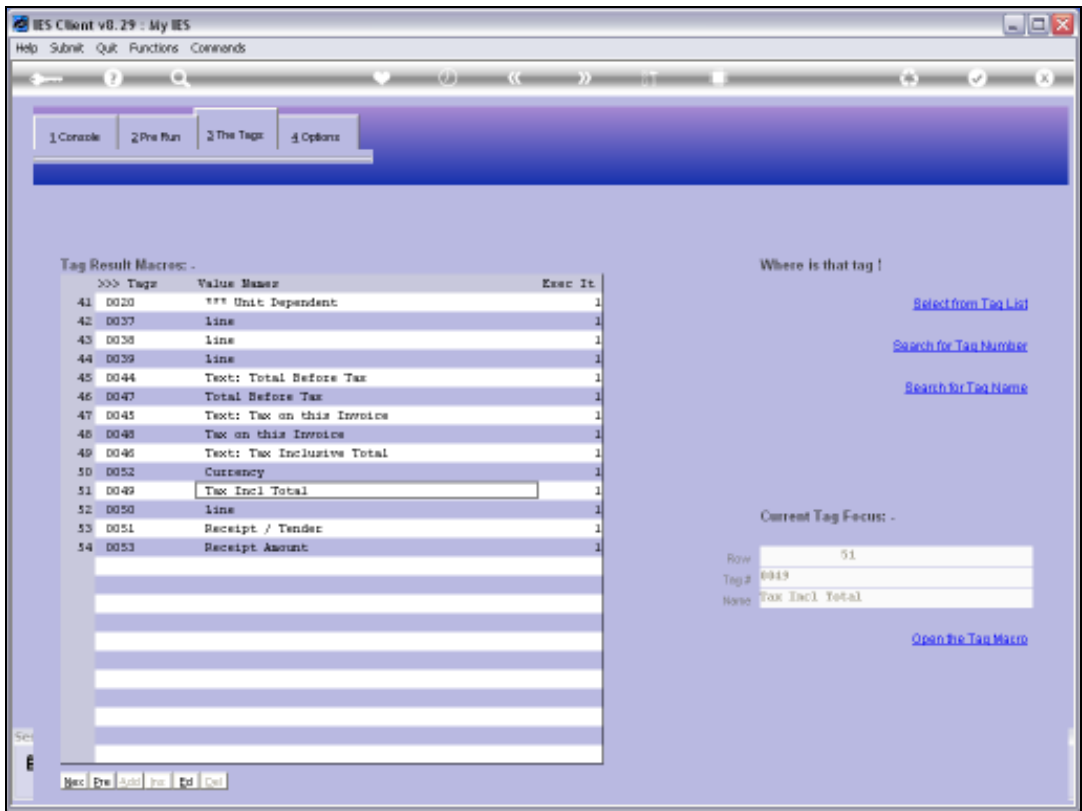 IES Client v8.29 : My IES
Help Submit Quit Functions Commands
1 Console 2 Pre Run 3 The Tags 4 Options
Tag Result Macros: -
>>> Tags Value Names Exec It
41 0020 *** Unit Dependent 1
42 0037 line 1
43 0038 line 1
44 0039 line 1
45 0044 Text: Total Before Tax 1
46 0047 Total Before Tax 1
47 0045 Text: Tax on this Invoice 1
48 0048 Tax on this Invoice 1
49 0046 Text: Tax Inclusive Total 1
50 0052 Currency 1
51 0049 Tax Incl Total 1
52 0050 line 1
53 0051 Receipt / Tender 1
54 0053 Receipt Amount 1
Nex Pre Add Ins Ed Del
Where is that tag !
Select from Tag List
Search for Tag Number
Search for Tag Name
Current Tag Focus: -
Row 51
Tag# 0049
Name Tax Incl Total
Open the Tag Macro